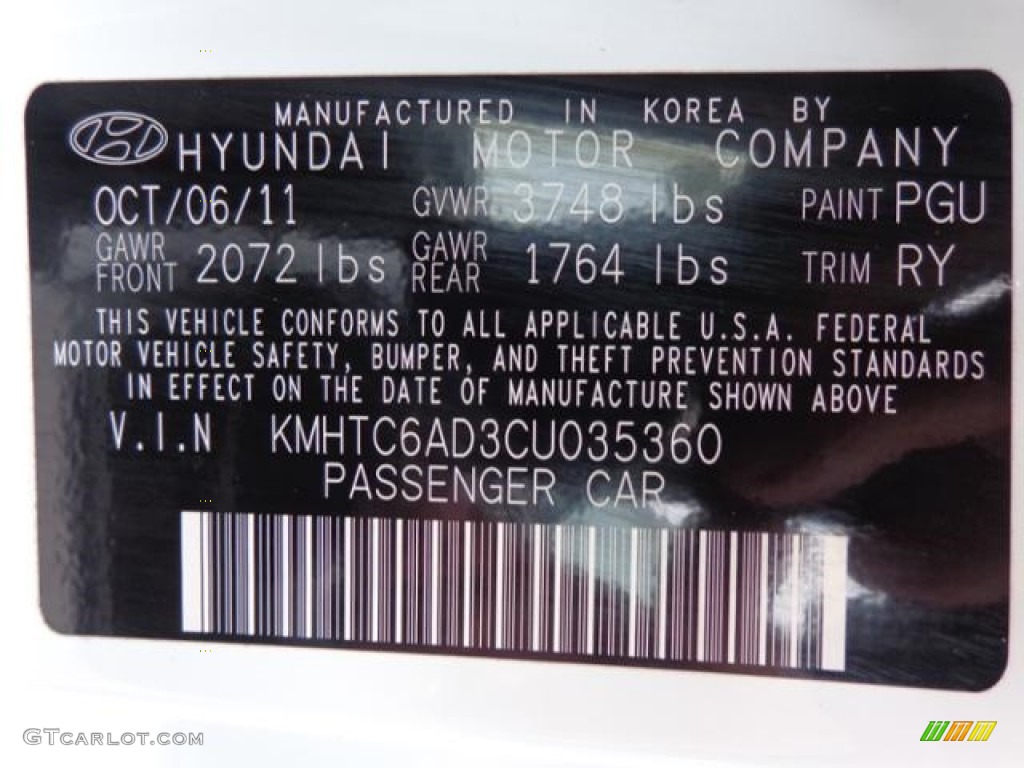 MANUFACTURED IN KOREA BY
HYUNDAI MOTOR COMPANY
OCT/06/11 GVWR 3748 lbs PAINT PGU
GAWR FRONT 2072 lbs GAWR REAR 1764 lbs TRIM RY
THIS VEHICLE CONFORMS TO ALL APPLICABLE U.S.A. FEDERAL
MOTOR VEHICLE SAFETY, BUMPER, AND THEFT PREVENTION STANDARDS
IN EFFECT ON THE DATE OF MANUFACTURE SHOWN ABOVE
V.I.N KMHTC6AD3CU035360
PASSENGER CAR
GTCARLOT.COM